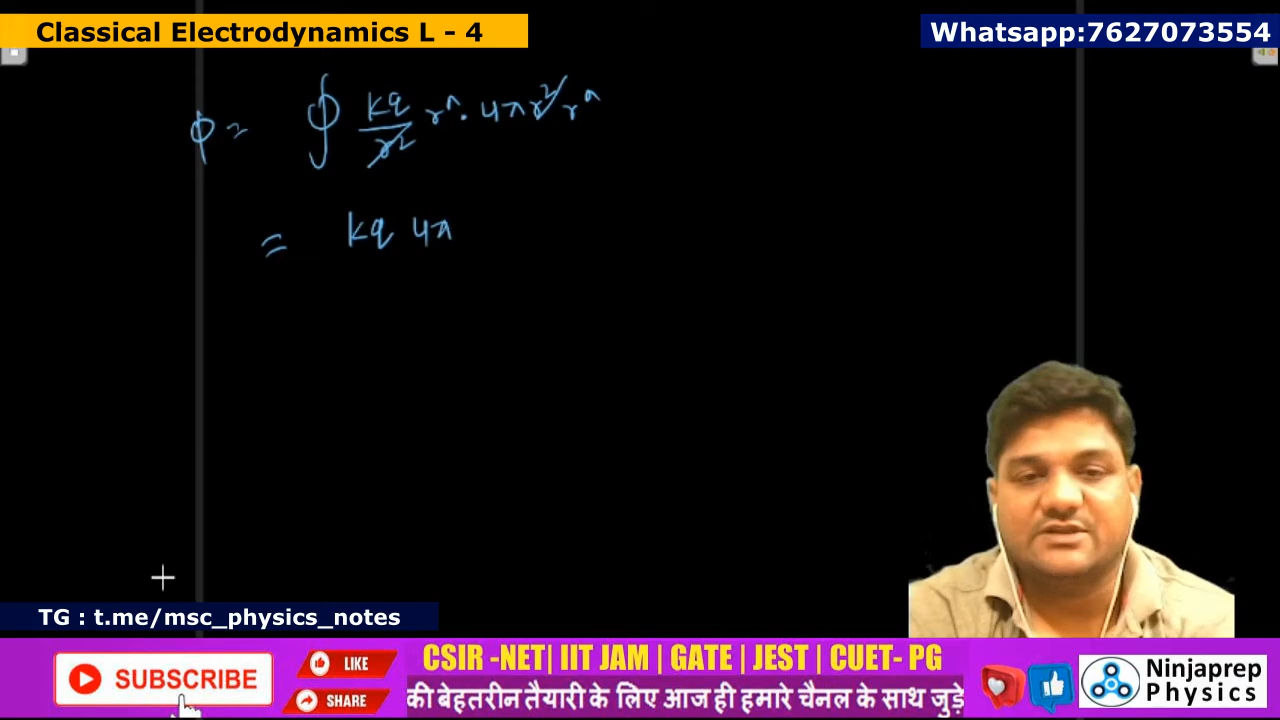 Classical Electrodynamics L - 4
Whatsapp:7627073554
φ = ∮ kq/r² r^ . 4πr² r^
= kq 4π
TG : t.me/msc_physics_notes
SUBSCRIBE
LIKE
SHARE
CSIR -NET| IIT JAM | GATE | JEST | CUET- PG
की बेहतरीन तैयारी के लिए आज ही हमारे चैनल के साथ जुड़े
Ninjaprep
Physics